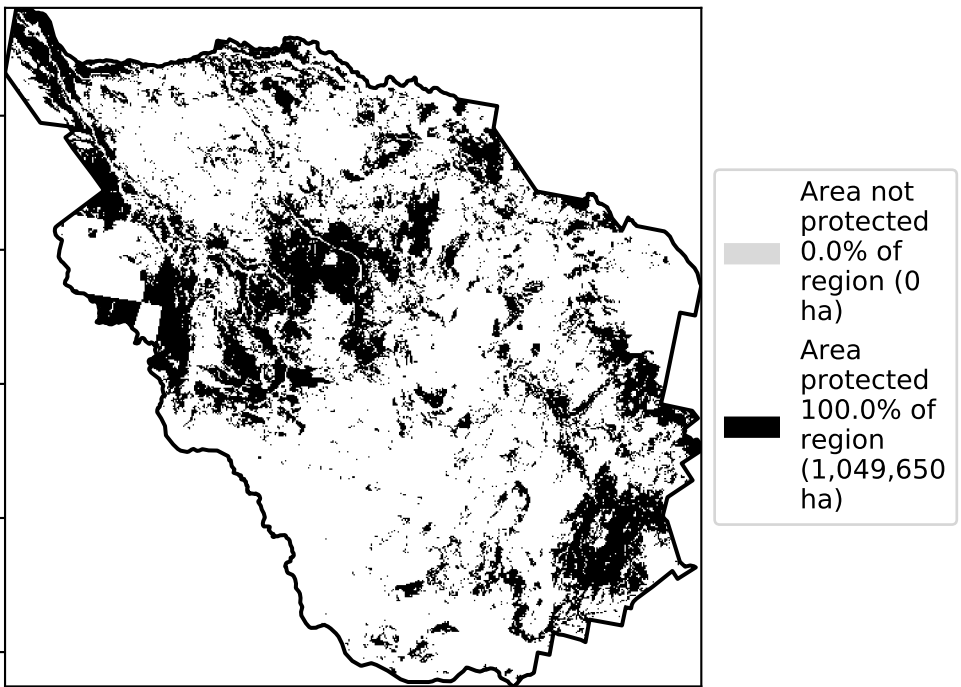 Area not
protected
0.0% of
region (0
ha)
Area
protected
100.0% of
region
(1,049,650
ha)